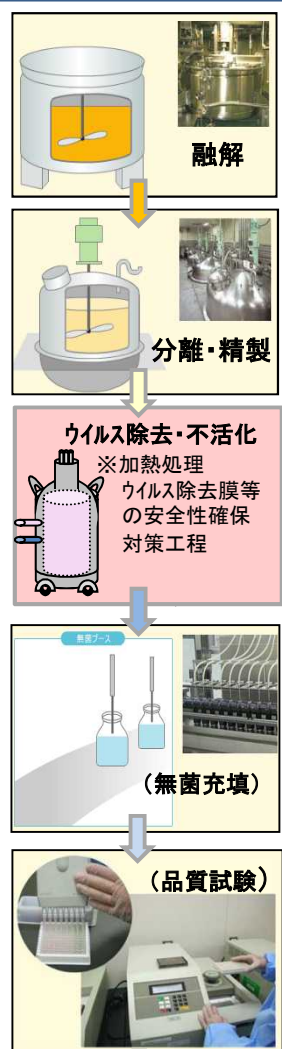 融解
分離・精製
ウイルス除去・不活化
※加熱処理
ウイルス除去膜等
の安全性確保
対策工程
無菌ブース
(無菌充填)
(品質試験)